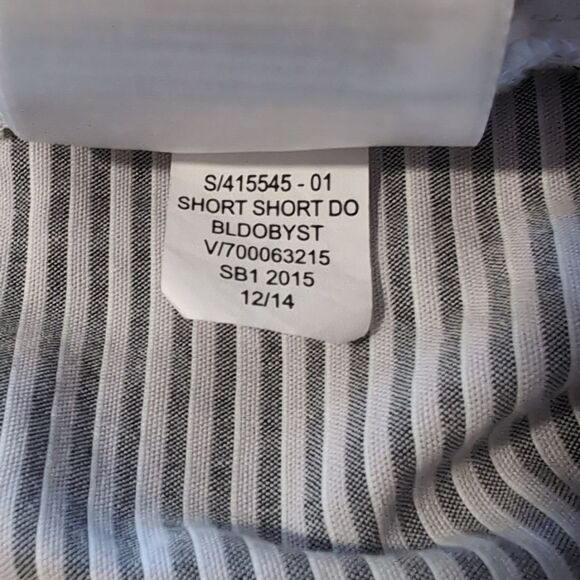 S/415545 - 01
SHORT SHORT DO
BLDOBYST
V/700063215
SB1 2015
12/14